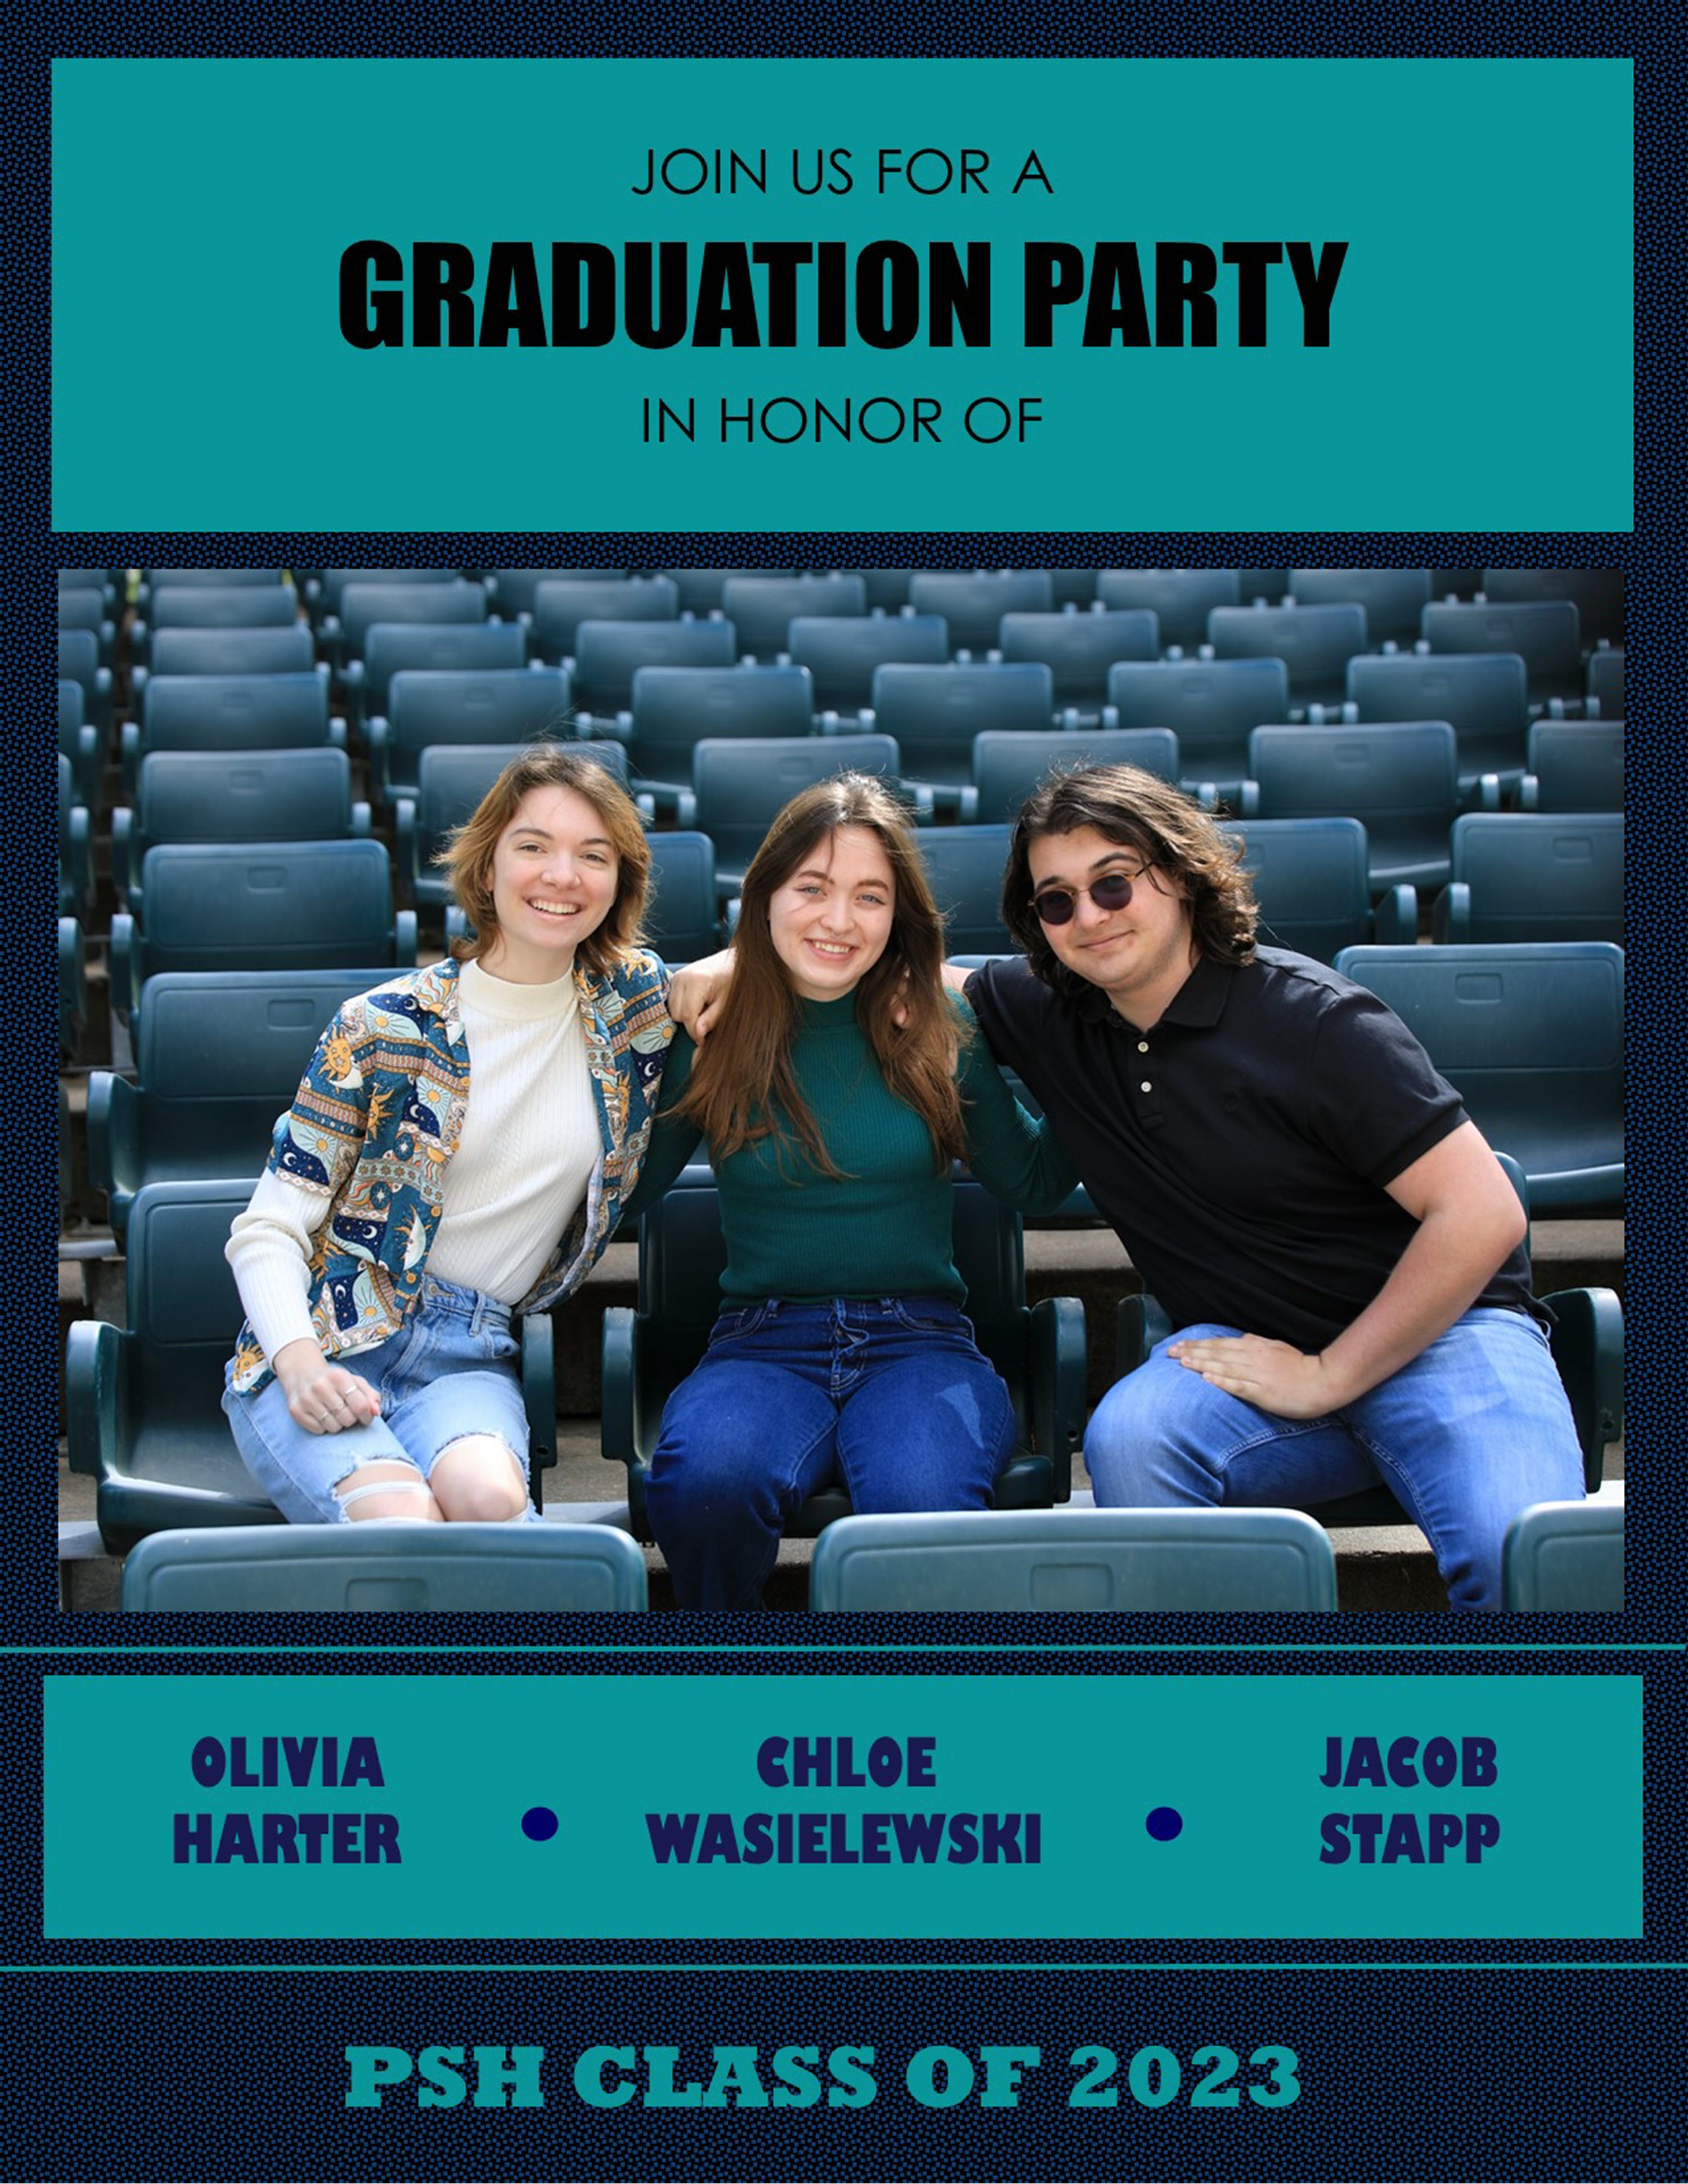 JOIN US FOR A
GRADUATION PARTY
IN HONOR OF
OLIVIA
HARTER
CHLOE
WASIELEWSKI
JACOB
STAPP
PSH CLASS OF 2023